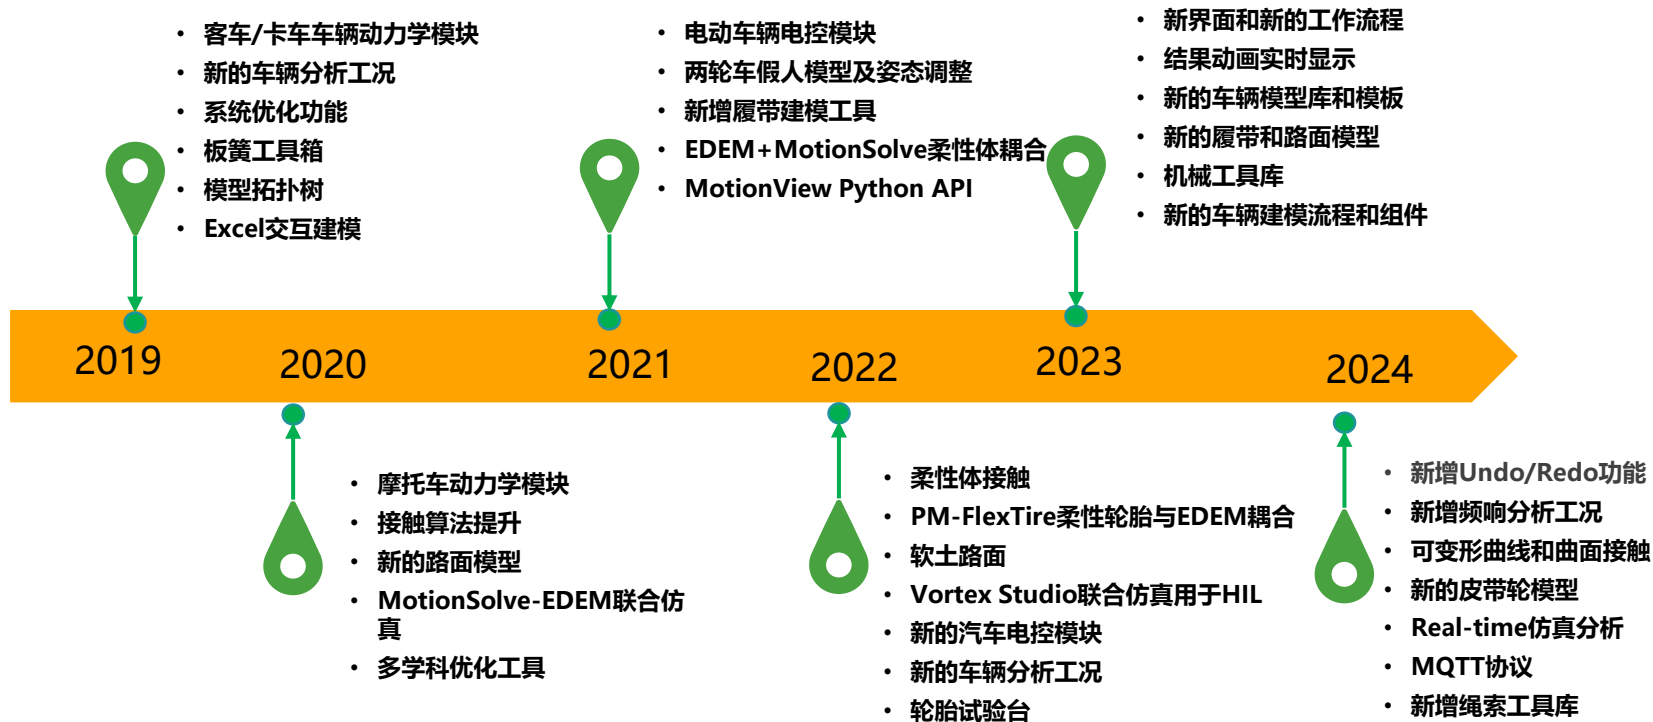 • 客车/卡车车辆动力学模块
• 新的车辆分析工况
• 系统优化功能
• 板簧工具箱
• 模型拓扑树
• Excel交互建模
• 电动车辆电控模块
• 两轮车假人模型及姿态调整
• 新增履带建模工具
• EDEM+MotionSolve柔性体耦合
• MotionView Python API
• 新界面和新的工作流程
• 结果动画实时显示
• 新的车辆模型库和模板
• 新的履带和路面模型
• 机械工具库
• 新的车辆建模流程和组件
2019
2020
2021
2022
2023
2024
• 摩托车动力学模块
• 接触算法提升
• 新的路面模型
• MotionSolve-EDEM联合仿
真
• 多学科优化工具
• 柔性体接触
• PM-FlexTire柔性轮胎与EDEM耦合
• 软土路面
• Vortex Studio联合仿真用于HIL
• 新的汽车电控模块
• 新的车辆分析工况
• 轮胎试验台
• 新增Undo/Redo功能
• 新增频响分析工况
• 可变形曲线和曲面接触
• 新的皮带轮模型
• Real-time仿真分析
• MQTT协议
• 新增绳索工具库